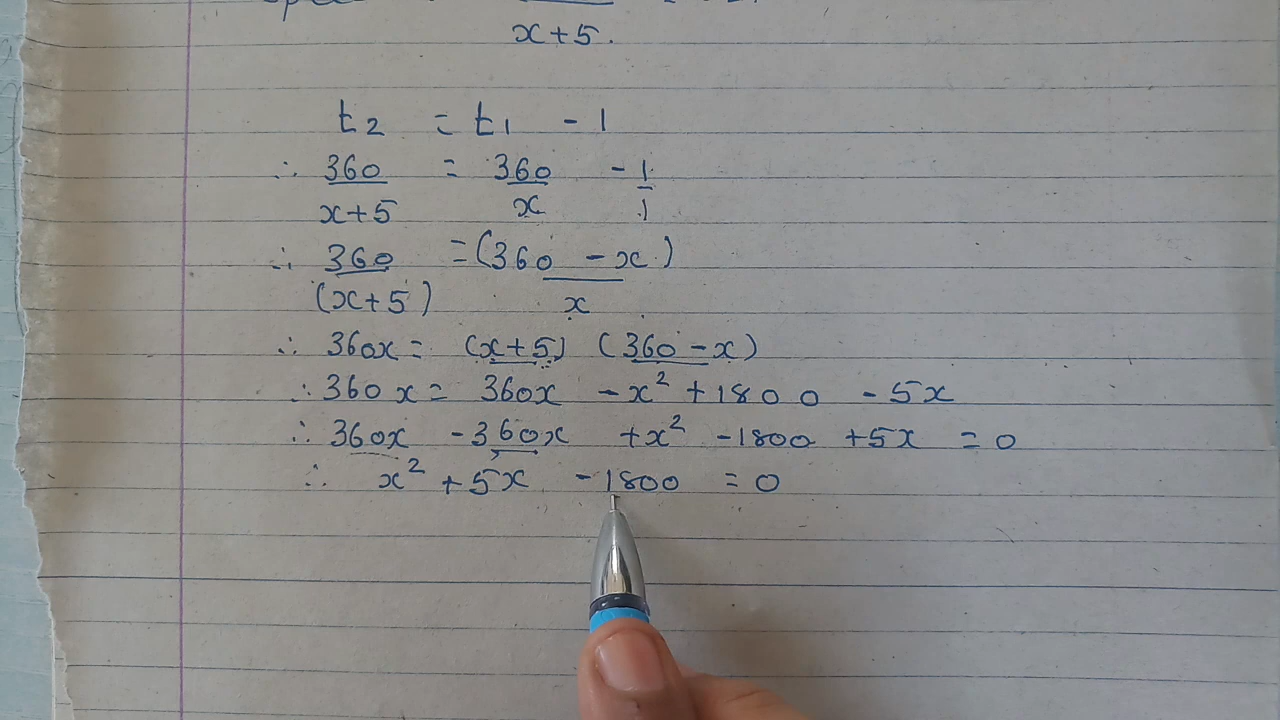 x+5.
t2 = t1 - 1
∴ 360/x+5 = 360/x - 1/1
∴ 360/(x+5) = (360 - x)/x
∴ 360x = (x+5) (360 - x)
∴ 360x = 360x - x² + 1800 - 5x
∴ 360x - 360x + x² - 1800 + 5x = 0
∴ x² + 5x - 1800 = 0